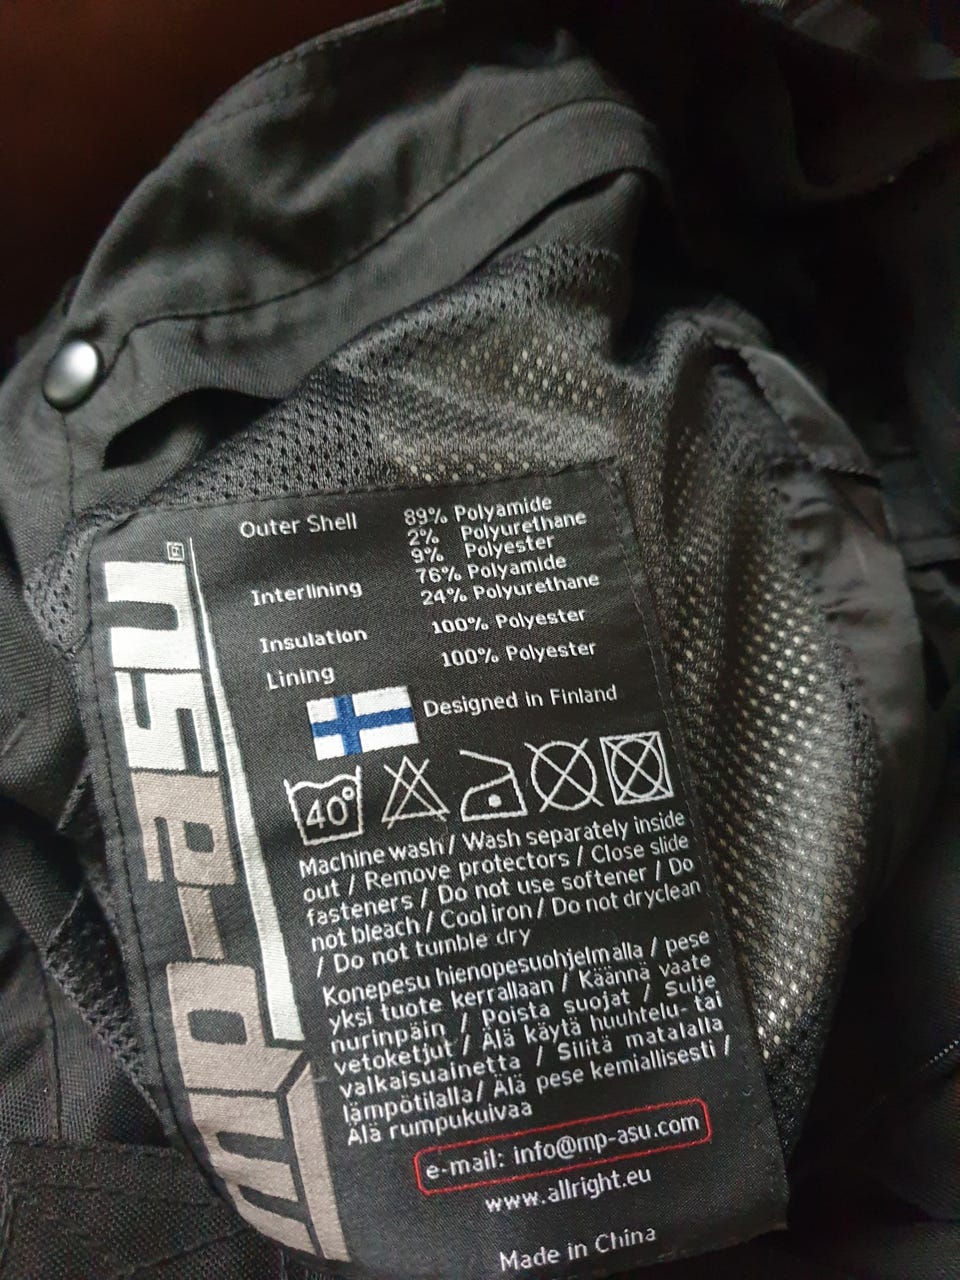 mp-asu®
Outer Shell 89% Polyamide
2% Polyurethane
9% Polyester
Interlining 76% Polyamide
24% Polyurethane
Insulation 100% Polyester
Lining 100% Polyester
Designed in Finland
40°
Machine wash / Wash separately inside
out / Remove protectors / Close slide
fasteners / Do not use softener / Do
not bleach / Cool iron / Do not dryclean
/ Do not tumble dry
Konepesu hienopesuohjelmalla / pese
yksi tuote kerrallaan / Käännä vaate
nurinpäin / Poista suojat / Sulje
vetoketjut / Älä käytä huuhtelu- tai
valkaisuainetta / Silitä matalalla
lämpötilalla / Älä pese kemiallisesti /
Älä rumpukuivaa
e-mail: info@mp-asu.com
www.allright.eu
Made in China